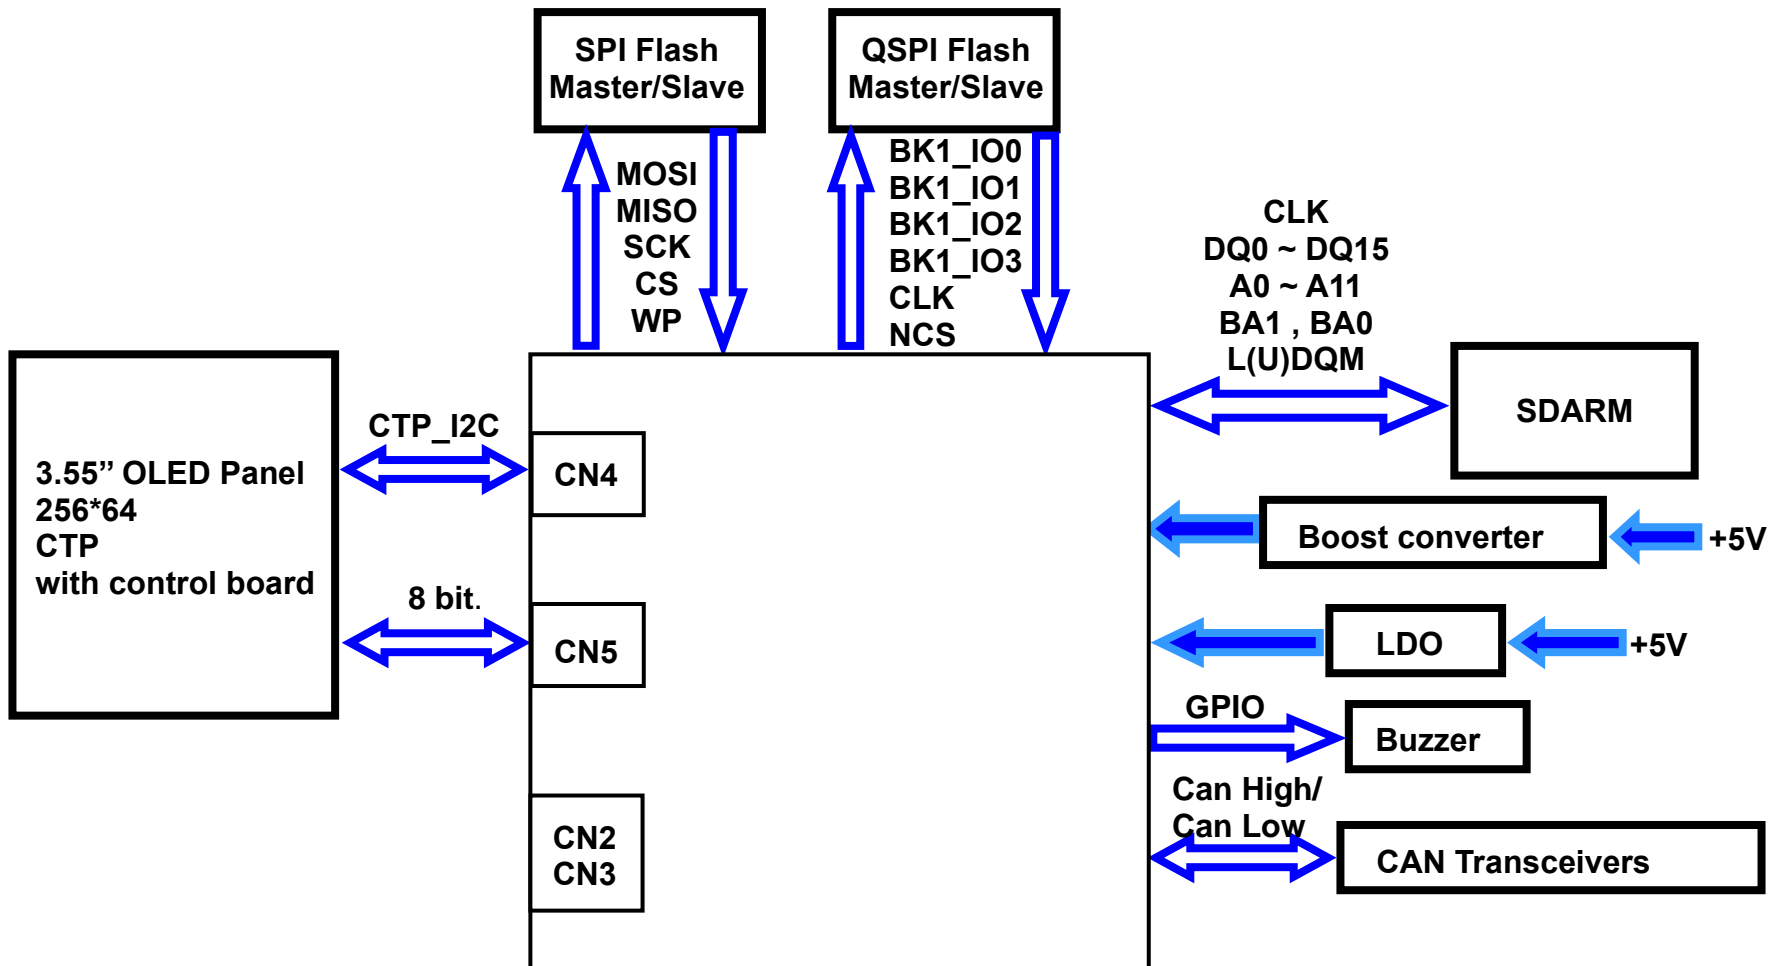 SPI Flash
Master/Slave
QSPI Flash
Master/Slave
MOSI
MISO
SCK
CS
WP
BK1_IO0
BK1_IO1
BK1_IO2
BK1_IO3
CLK
NCS
CLK
DQ0 ~ DQ15
A0 ~ A11
BA1 , BA0
L(U)DQM
SDARM
3.55’’ OLED Panel
256*64
CTP
with control board
CTP_I2C
CN4
8 bit.
CN5
CN2
CN3
Boost converter
+5V
LDO
+5V
GPIO
Buzzer
Can High/
Can Low
CAN Transceivers